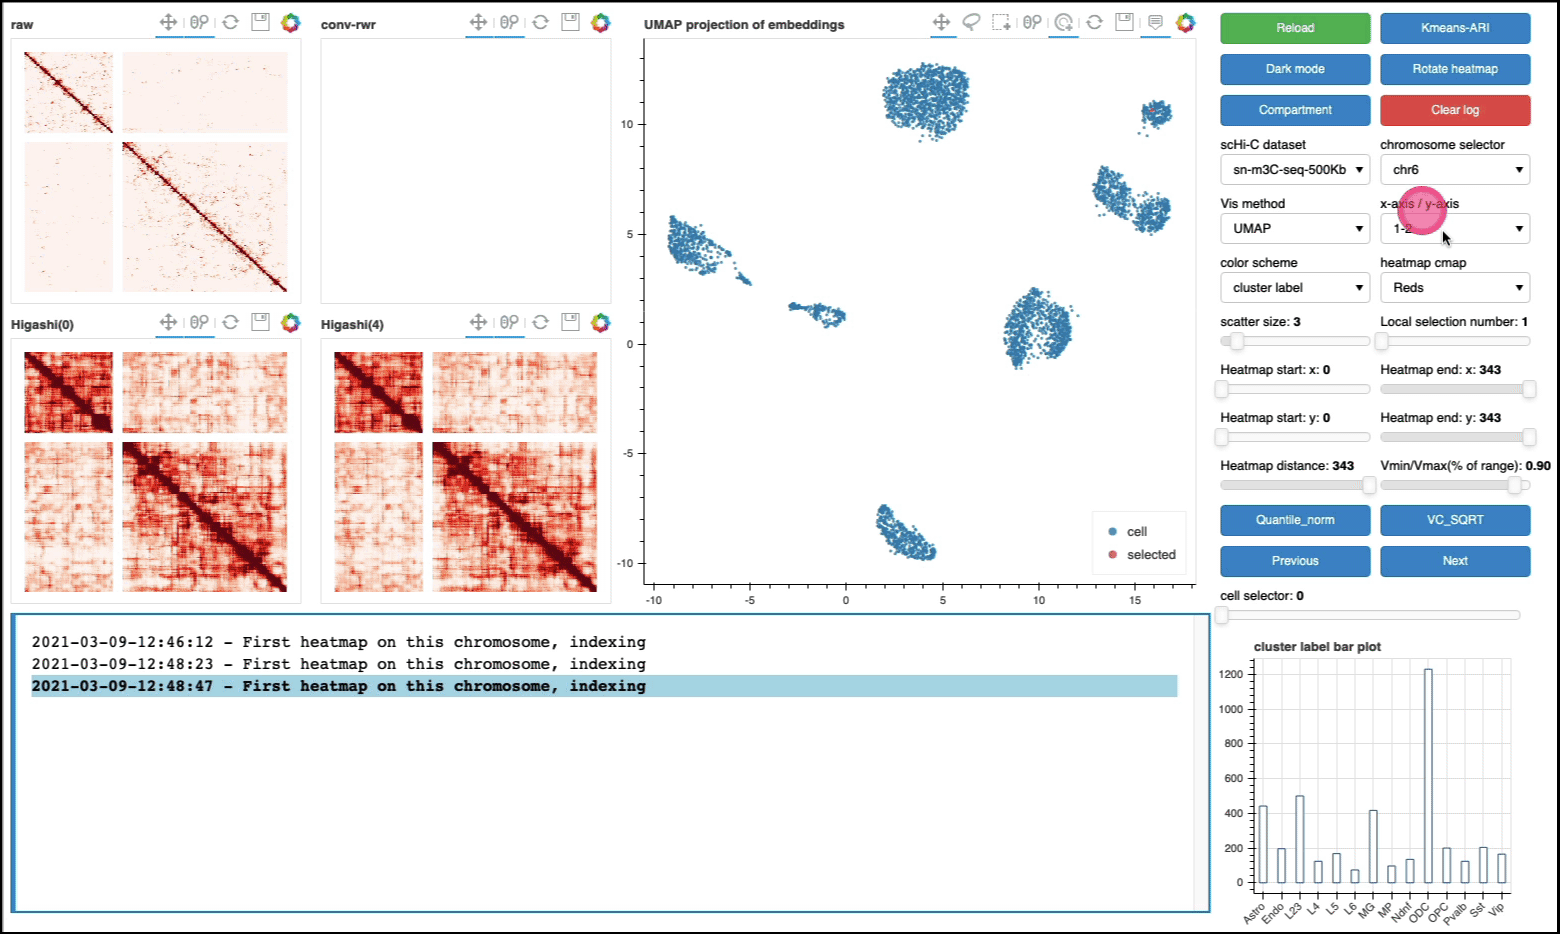 raw
conv-rwr
UMAP projection of embeddings
Higashi(0)
Higashi(4)
10
5
0
-5
-10
-10
-5
0
5
10
15
cell
selected
Reload
Kmeans-ARI
Dark mode
Rotate heatmap
Compartment
Clear log
scHi-C dataset
chromosome selector
sn-m3C-seq-500Kb
chr6
Vis method
x-axis / y-axis
UMAP
1-2
color scheme
heatmap cmap
cluster label
Reds
scatter size: 3
Local selection number: 1
Heatmap start: x: 0
Heatmap end: x: 343
Heatmap start: y: 0
Heatmap end: y: 343
Heatmap distance: 343
Vmin/Vmax(% of range): 0.90
Quantile_norm
VC_SQRT
Previous
Next
cell selector: 0
2021-03-09-12:46:12 - First heatmap on this chromosome, indexing
2021-03-09-12:48:23 - First heatmap on this chromosome, indexing
2021-03-09-12:48:47 - First heatmap on this chromosome, indexing
cluster label bar plot
1200
1000
800
600
400
200
0
Astro
Endo
L23
L4
L5
L6
MG
MP
Ndnf
ODC
OPC
Pvalb
Sst
Vip